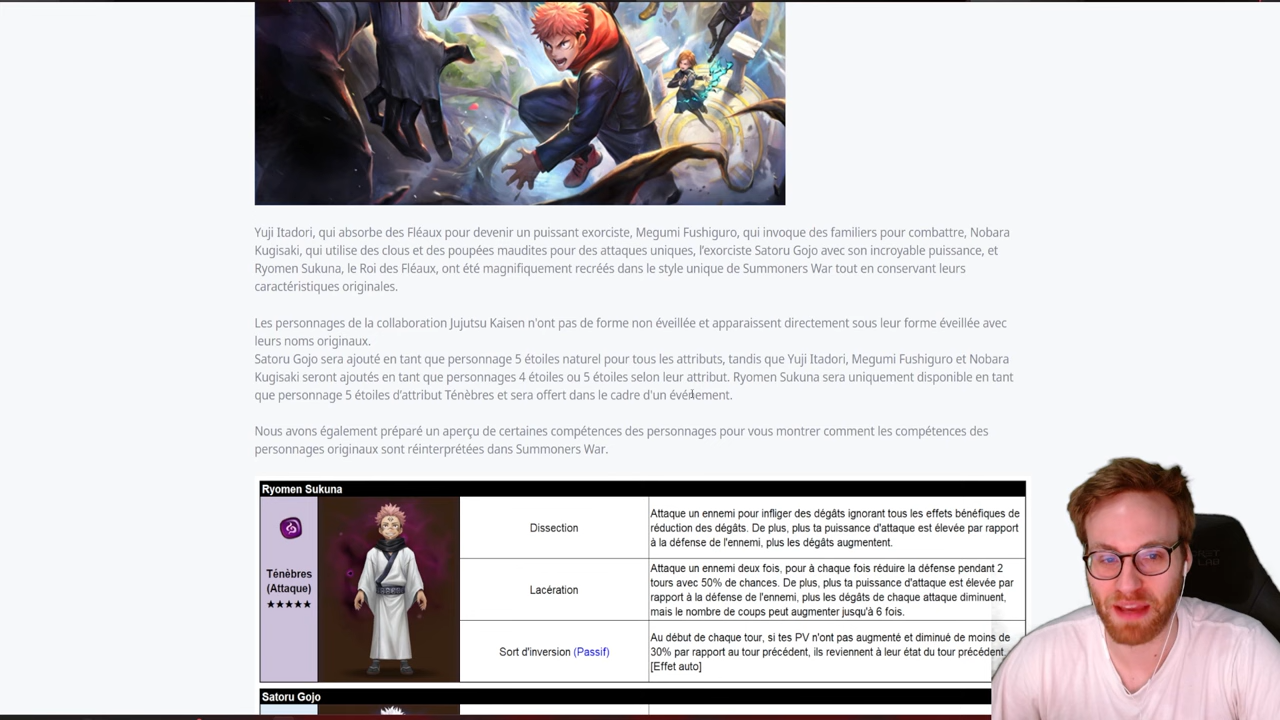 Yuji Itadori, qui absorbe des Fléaux pour devenir un puissant exorciste, Megumi Fushiguro, qui invoque des familiers pour combattre, Nobara
Kugisaki, qui utilise des clous et des poupées maudites pour des attaques uniques, l'exorciste Satoru Gojo avec son incroyable puissance, et
Ryomen Sukuna, le Roi des Fléaux, ont été magnifiquement recréés dans le style unique de Summoners War tout en conservant leurs
caractéristiques originales.
Les personnages de la collaboration Jujutsu Kaisen n'ont pas de forme non éveillée et apparaissent directement sous leur forme éveillée avec
leurs noms originaux.
Satoru Gojo sera ajouté en tant que personnage 5 étoiles naturel pour tous les attributs, tandis que Yuji Itadori, Megumi Fushiguro et Nobara
Kugisaki seront ajoutés en tant que personnages 4 étoiles ou 5 étoiles selon leur attribut. Ryomen Sukuna sera uniquement disponible en tant
que personnage 5 étoiles d'attribut Ténèbres et sera offert dans le cadre d'un événement.
Nous avons également préparé un aperçu de certaines compétences des personnages pour vous montrer comment les compétences des
personnages originaux sont réinterprétées dans Summoners War.
Ryomen Sukuna
Ténèbres
(Attaque)
★★★★★
Dissection
Attaque un ennemi pour infliger des dégâts ignorant tous les effets bénéfiques de
réduction des dégâts. De plus, plus ta puissance d'attaque est élevée par rapport
à la défense de l'ennemi, plus les dégâts augmentent.
Lacération
Attaque un ennemi deux fois, pour à chaque fois réduire la défense pendant 2
tours avec 50% de chances. De plus, plus ta puissance d'attaque est élevée par
rapport à la défense de l'ennemi, plus les dégâts de chaque attaque diminuent,
mais le nombre de coups peut augmenter jusqu'à 6 fois.
Sort d'inversion (Passif)
Au début de chaque tour, si tes PV n'ont pas augmenté et diminué de moins de
30% par rapport au tour précédent, ils reviennent à leur état du tour précédent.
[Effet auto]
Satoru Gojo